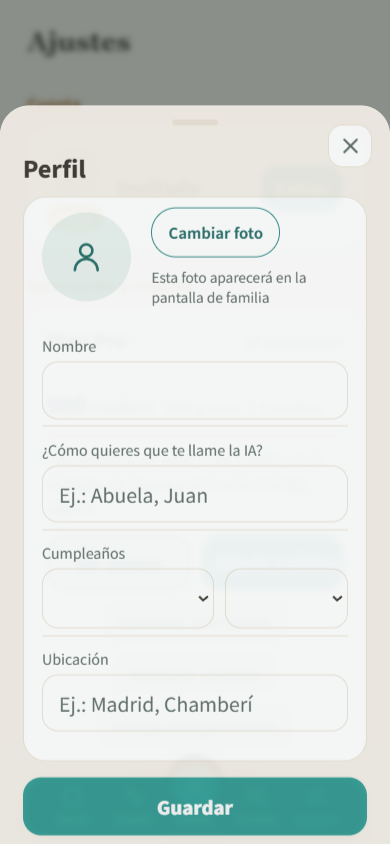 Ajustes
Perfil
Cambiar foto
Esta foto aparecerá en la
pantalla de familia
Nombre
¿Cómo quieres que te llame la IA?
Ej.: Abuela, Juan
Cumpleaños
Ubicación
Ej.: Madrid, Chamberí
Guardar